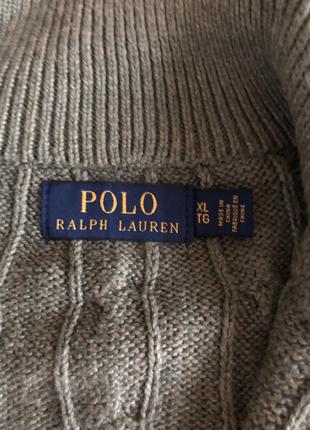 POLO
RALPH LAUREN
XL
TG
MADE IN
CHINA
FABRIQUÉ EN
CHINE